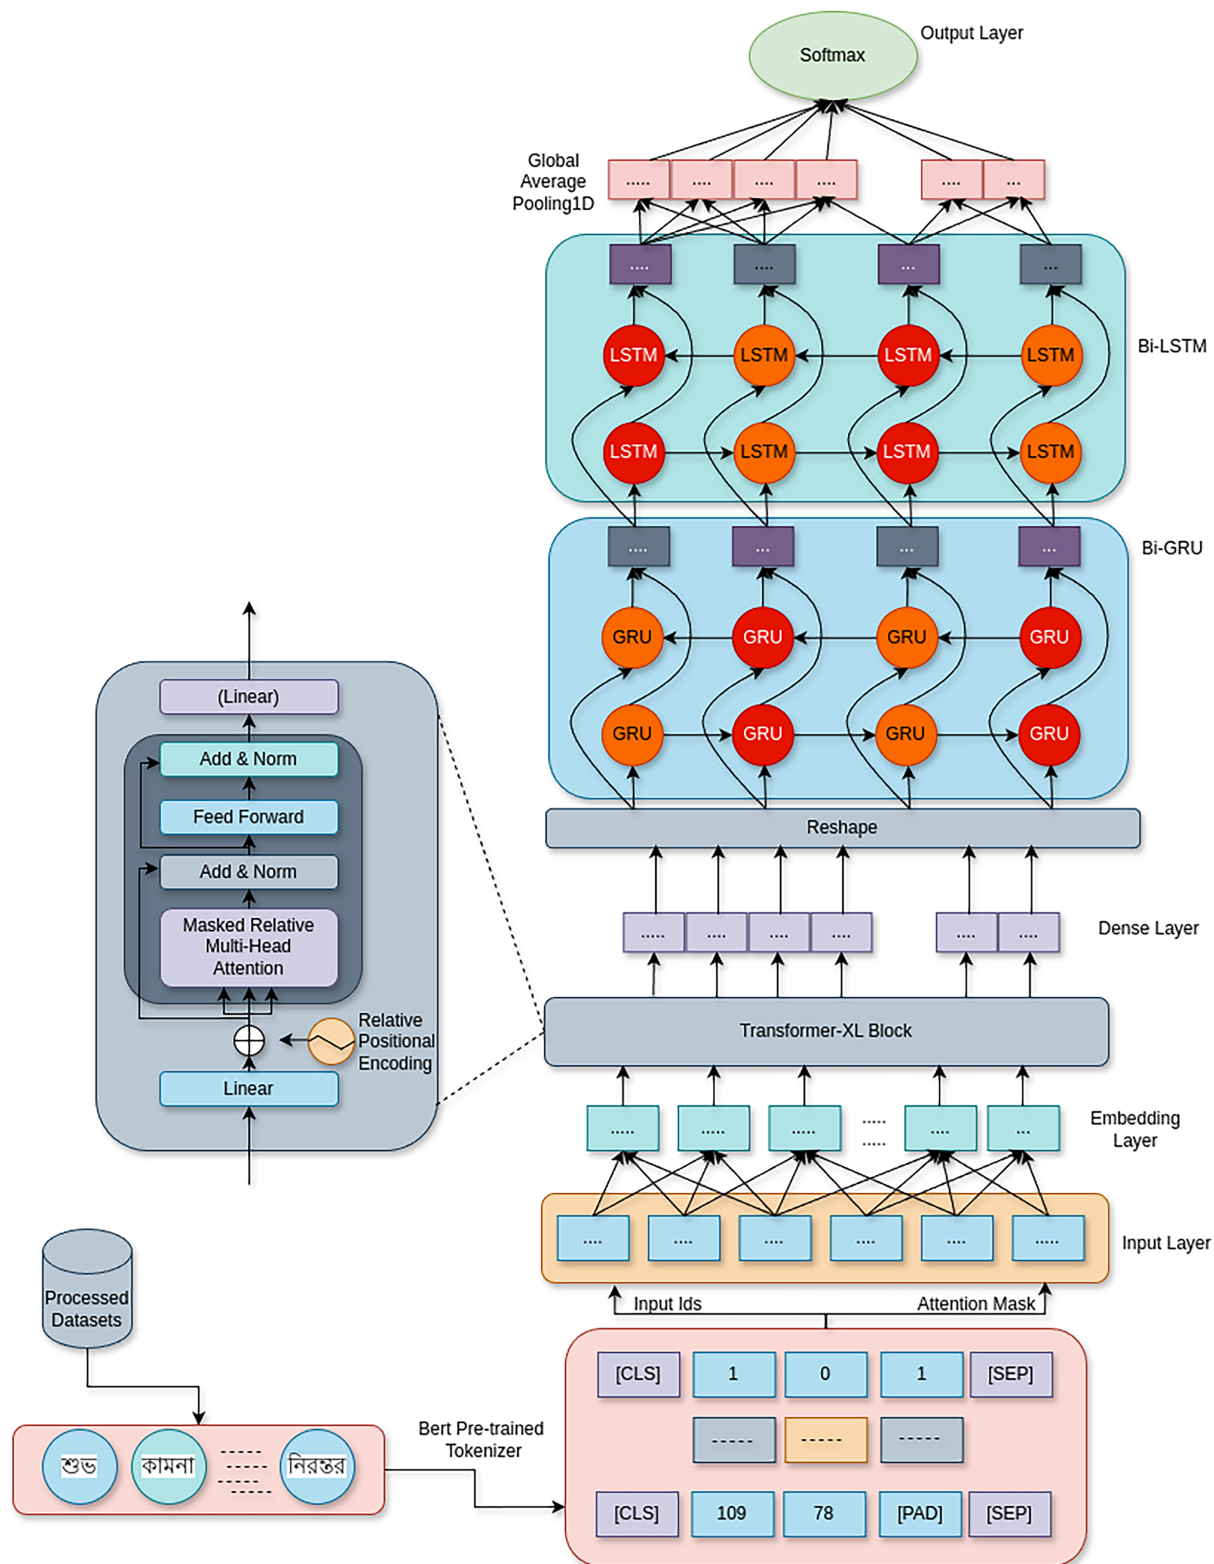 Output Layer
Softmax
Global
Average
Pooling1D
..... .... .... .... .... ...
.... .... ... ...
LSTM LSTM LSTM LSTM
Bi-LSTM
LSTM LSTM LSTM LSTM
.... ... ... ...
Bi-GRU
GRU GRU GRU GRU
GRU GRU GRU GRU
Reshape
..... .... .... .... .... ....
Dense Layer
Transformer-XL Block
(Linear)
Add & Norm
Feed Forward
Add & Norm
Masked Relative
Multi-Head
Attention
Relative
Positional
Encoding
Linear
..... ..... ..... ..... ..... .... ...
Embedding
Layer
.... .... .... .... .... .....
Input Layer
Input Ids
Attention Mask
Processed
Datasets
শুভ
কামনা
-----
-----
-----
-----
নিরন্তর
Bert Pre-trained
Tokenizer
[CLS] 1 0 1 [SEP]
----- ----- -----
[CLS] 109 78 [PAD] [SEP]